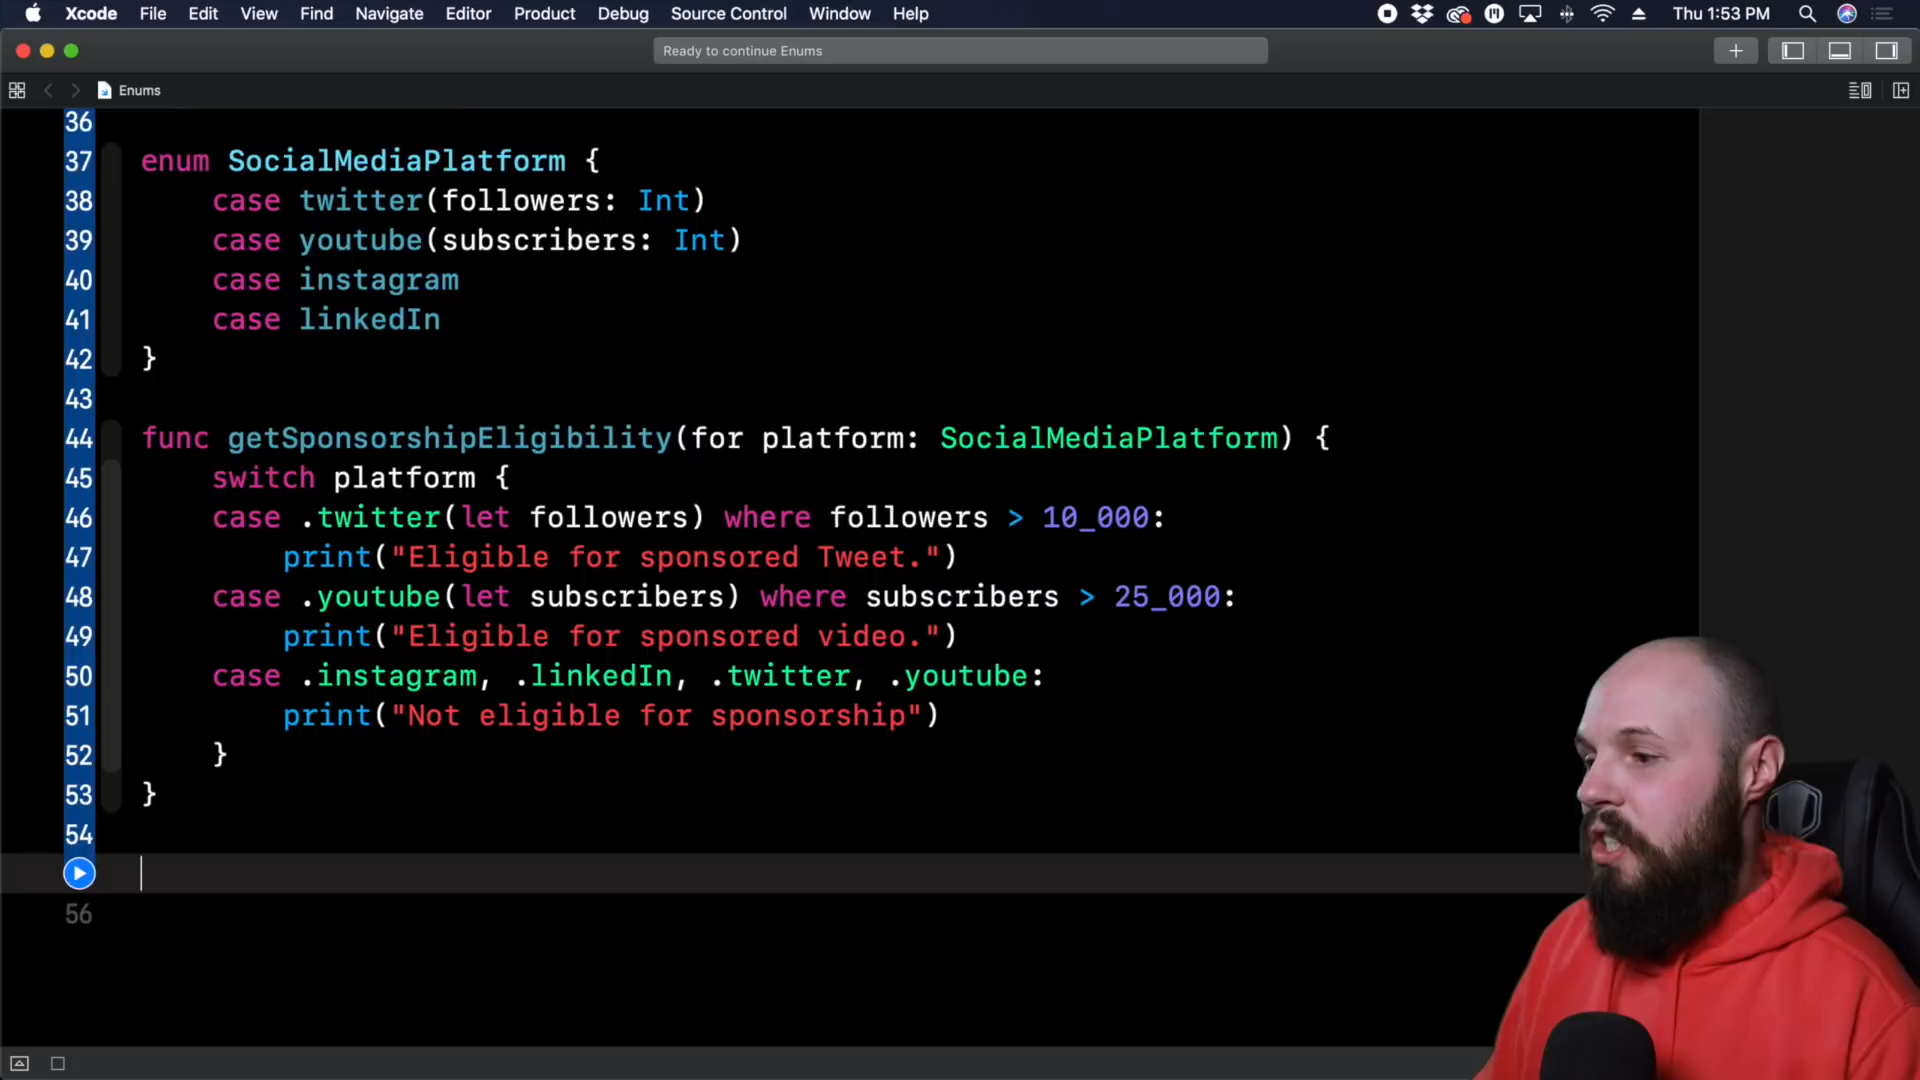 Xcode File Edit View Find Navigate Editor Product Debug Source Control Window Help Thu 1:53 PM
Ready to continue Enums
Enums
36
37 enum SocialMediaPlatform {
38 case twitter(followers: Int)
39 case youtube(subscribers: Int)
40 case instagram
41 case linkedIn
42 }
43
44 func getSponsorshipEligibility(for platform: SocialMediaPlatform) {
45 switch platform {
46 case .twitter(let followers) where followers > 10_000:
47 print("Eligible for sponsored Tweet.")
48 case .youtube(let subscribers) where subscribers > 25_000:
49 print("Eligible for sponsored video.")
50 case .instagram, .linkedIn, .twitter, .youtube:
51 print("Not eligible for sponsorship")
52 }
53 }
54
56